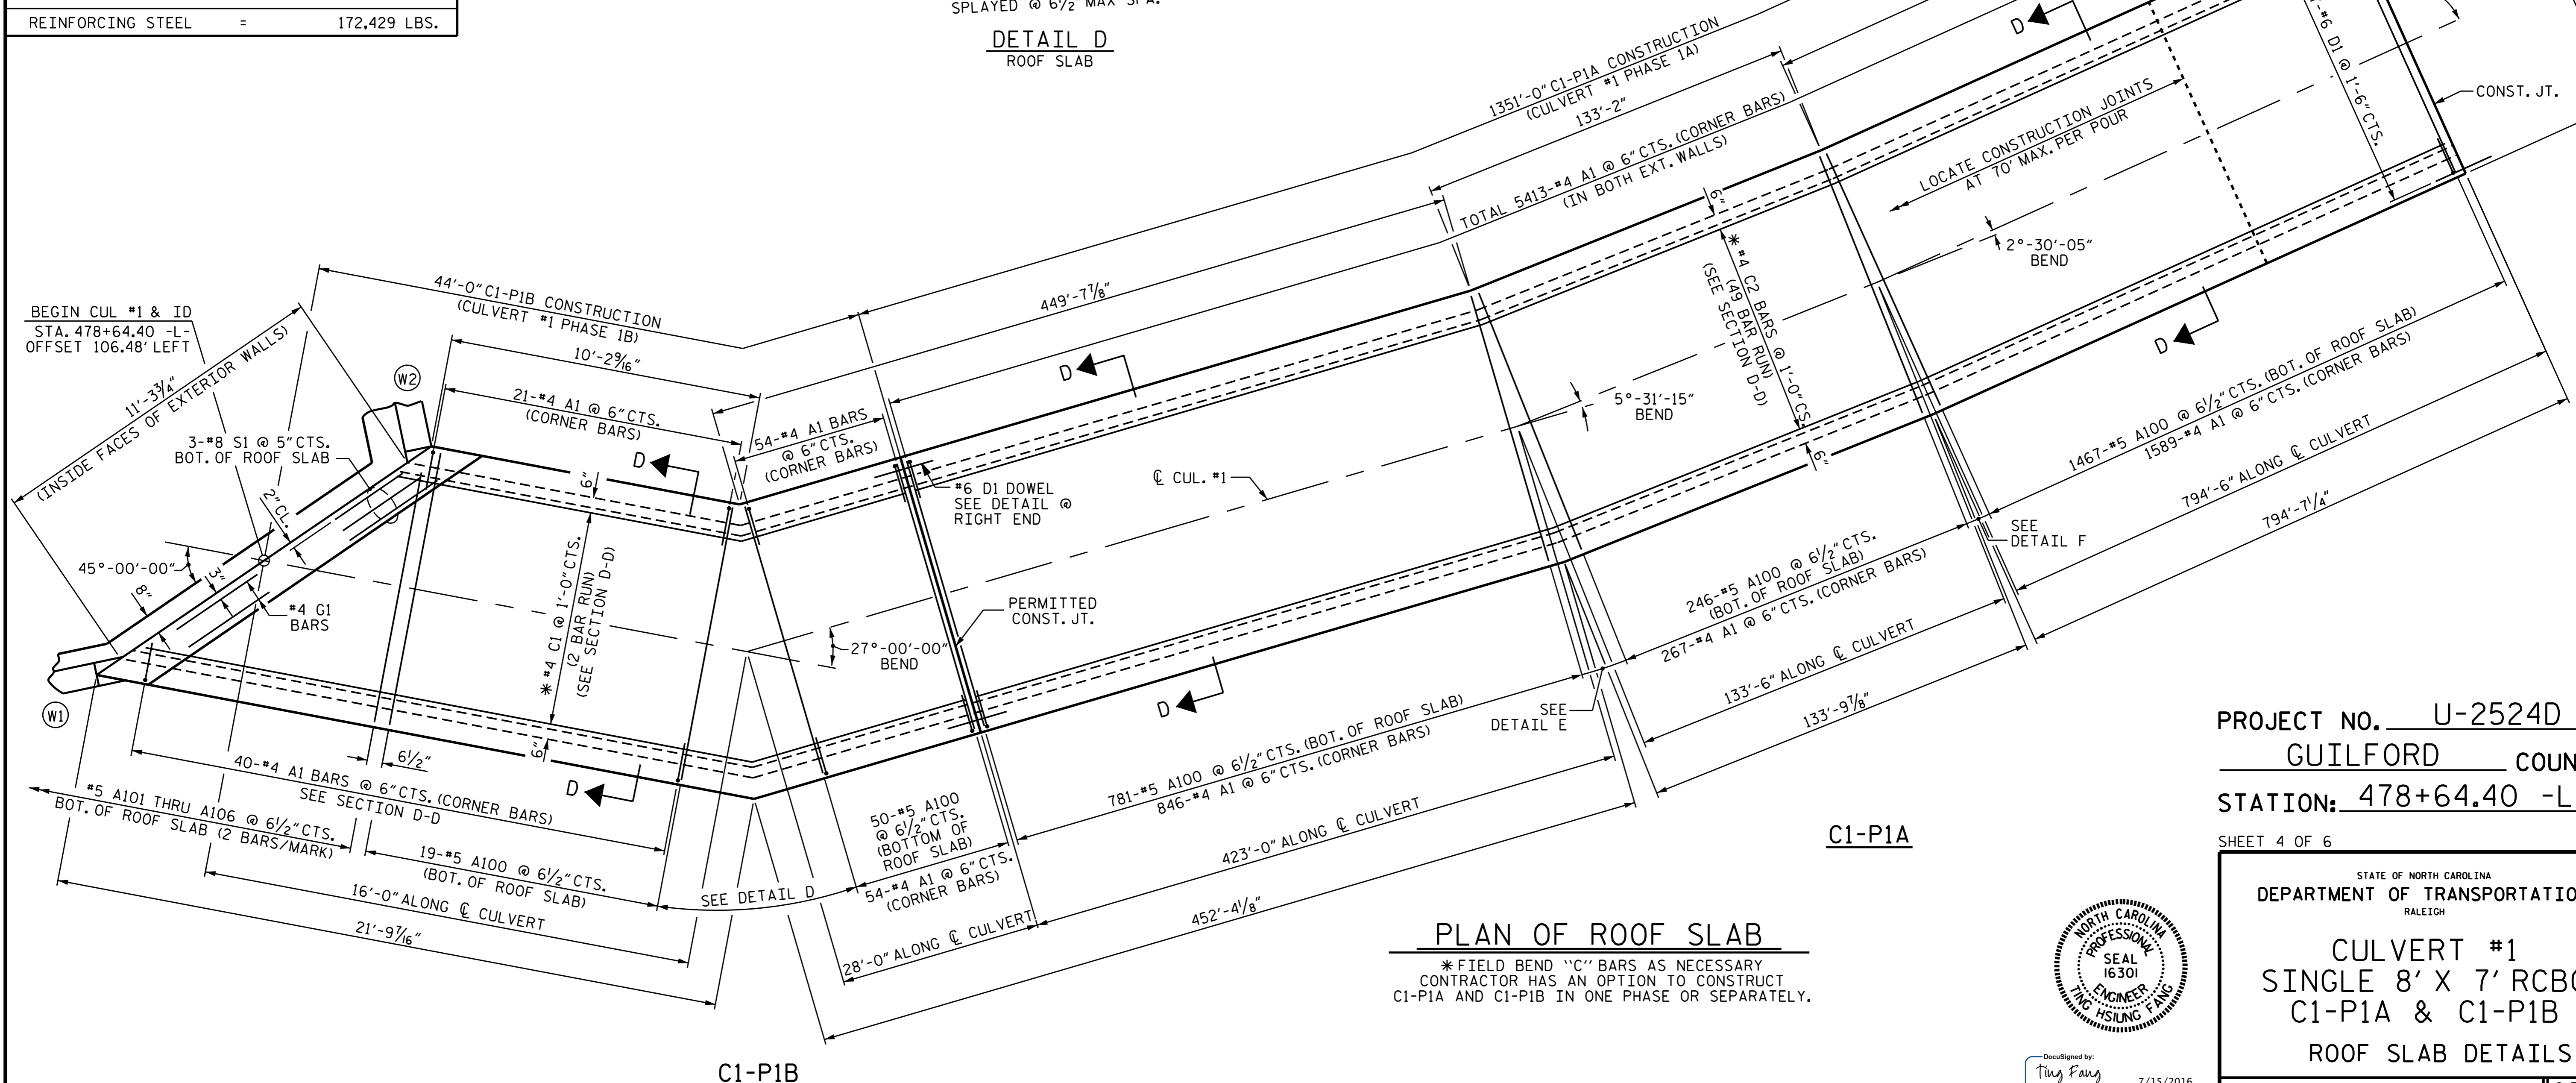 REINFORCING STEEL = 172,429 LBS.
SPLAYED @ 6½" MAX SPA.
DETAIL D
ROOF SLAB
BEGIN CUL #1 & ID
STA. 478+64.40 -L-
OFFSET 106.48' LEFT
11'-3¾"
(INSIDE FACES OF EXTERIOR WALLS)
44'-0" C1-P1B CONSTRUCTION
(CULVERT #1 PHASE 1B)
10'-2⁹⁄₁₆"
W2
21-#4 A1 @ 6" CTS.
(CORNER BARS)
3-#8 S1 @ 5" CTS.
BOT. OF ROOF SLAB
2" CL.
45°-00'-00"
8"
3"
#4 G1
BARS
W1
D
6"
✱ #4 C1 @ 1'-0" CTS.
(2 BAR RUN)
(SEE SECTION D-D)
6"
D
6½"
40-#4 A1 BARS @ 6" CTS. (CORNER BARS)
SEE SECTION D-D
#5 A101 THRU A106 @ 6½" CTS.
BOT. OF ROOF SLAB (2 BARS/MARK)
19-#5 A100 @ 6½" CTS.
(BOT. OF ROOF SLAB)
16'-0" ALONG ℄ CULVERT
21'-9⁷⁄₁₆"
SEE DETAIL D
C1-P1B
1351'-0" C1-P1A CONSTRUCTION
(CULVERT #1 PHASE 1A)
133'-2"
449'-7⅞"
TOTAL 5413-#4 A1 @ 6" CTS. (CORNER BARS)
(IN BOTH EXT. WALLS)
54-#4 A1 BARS
@ 6" CTS.
(CORNER BARS)
D
#6 D1 DOWEL
SEE DETAIL @
RIGHT END
℄ CUL. #1
PERMITTED
CONST. JT.
27°-00'-00"
BEND
D
50-#5 A100
@ 6½" CTS.
(BOTTOM OF
ROOF SLAB)
54-#4 A1 @ 6" CTS.
(CORNER BARS)
28'-0" ALONG ℄ CULVERT
781-#5 A100 @ 6½" CTS. (BOT. OF ROOF SLAB)
846-#4 A1 @ 6" CTS. (CORNER BARS)
423'-0" ALONG ℄ CULVERT
452'-4⅛"
SEE
DETAIL E
5°-31'-15"
BEND
6"
✱ #4 C2 BARS @ 1'-0" CS.
(49 BAR RUN)
(SEE SECTION D-D)
6"
246-#5 A100 @ 6½" CTS.
(BOT. OF ROOF SLAB)
267-#4 A1 @ 6" CTS. (CORNER BARS)
133'-6" ALONG ℄ CULVERT
133'-9⅞"
D
LOCATE CONSTRUCTION JOINTS
AT 70' MAX. PER POUR
2°-30'-05"
BEND
-#6 D1 @ 1'-6" CTS.
CONST. JT.
D
1467-#5 A100 @ 6½" CTS. (BOT. OF ROOF SLAB)
1589-#4 A1 @ 6" CTS. (CORNER BARS)
SEE
DETAIL F
794'-6" ALONG ℄ CULVERT
794'-7¼"
C1-P1A
PLAN OF ROOF SLAB
✱ FIELD BEND "C" BARS AS NECESSARY
CONTRACTOR HAS AN OPTION TO CONSTRUCT
C1-P1A AND C1-P1B IN ONE PHASE OR SEPARATELY.
PROJECT NO. U-2524D
GUILFORD COUN
STATION: 478+64.40 -L
SHEET 4 OF 6
STATE OF NORTH CAROLINA
DEPARTMENT OF TRANSPORTATIO
RALEIGH
CULVERT #1
SINGLE 8' X 7' RCBC
C1-P1A & C1-P1B
ROOF SLAB DETAILS
NORTH CAROLINA
PROFESSIONAL
SEAL
16301
ENGINEER
TING HSIUNG FANG
DocuSigned by:
Ting Fang
7/15/2016